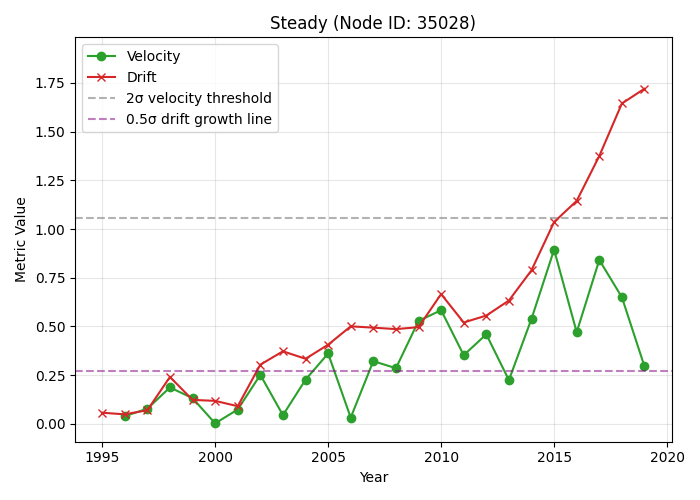 Steady (Node ID: 35028)
Velocity
Drift
2σ velocity threshold
0.5σ drift growth line
Metric Value
1.75
1.50
1.25
1.00
0.75
0.50
0.25
0.00
1995 2000 2005 2010 2015 2020
Year